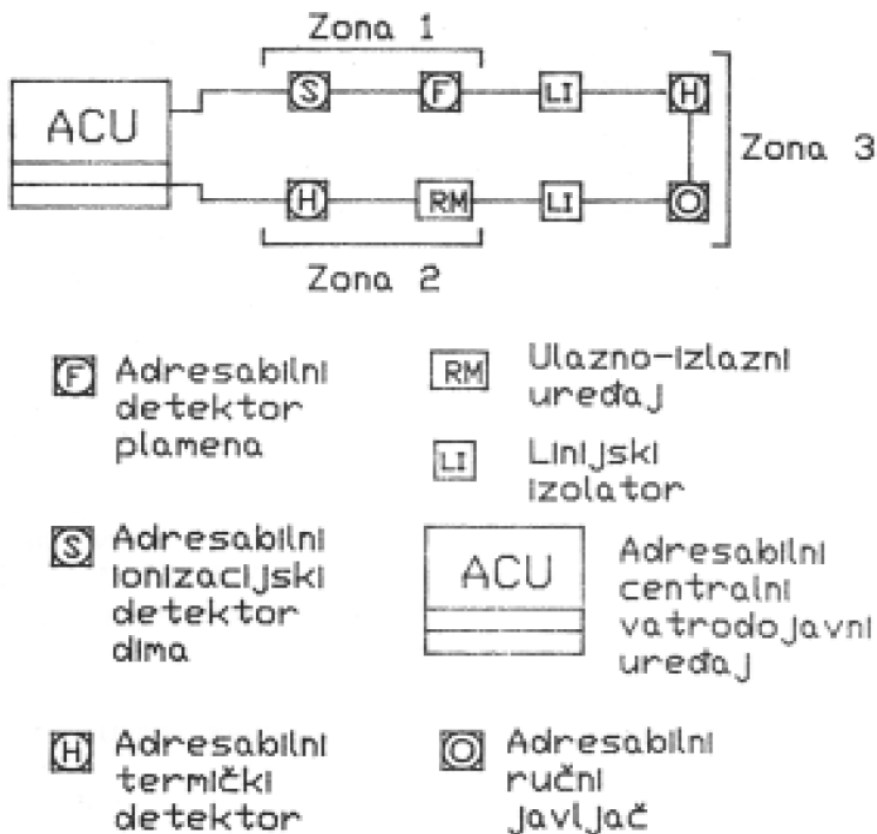 Zona 1
ACU
S
F
LI
H
Zona 3
H
RM
LI
O
Zona 2
F
Adresabilni
detektor
plamena
RM
Ulazno-izlazni
uređaj
LI
Linijski
izolator
S
Adresabilni
ionizacijski
detektor
dima
ACU
Adresabilni
centralni
vatrodojavni
uređaj
H
Adresabilni
termički
detektor
O
Adresabilni
ručni
javljač